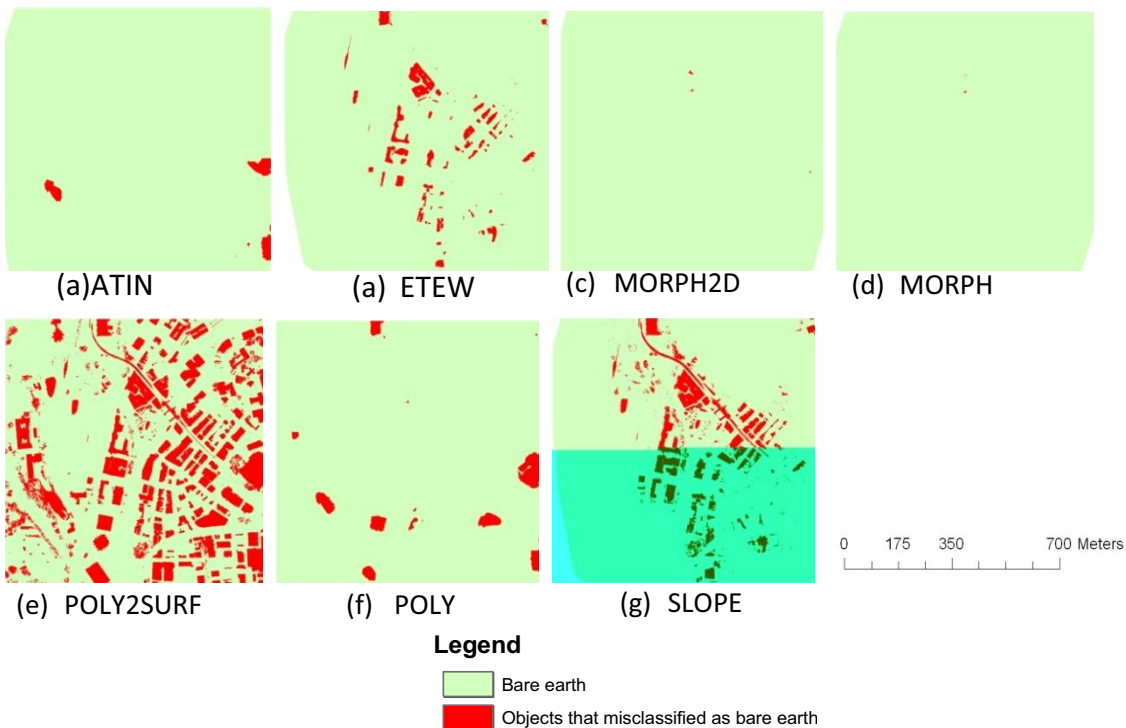 (a)ATIN
(a) ETEW
(c) MORPH2D
(d) MORPH
(e) POLY2SURF
(f) POLY
(g) SLOPE
0 175 350 700 Meters
Legend
Bare earth
Objects that misclassified as bare earth